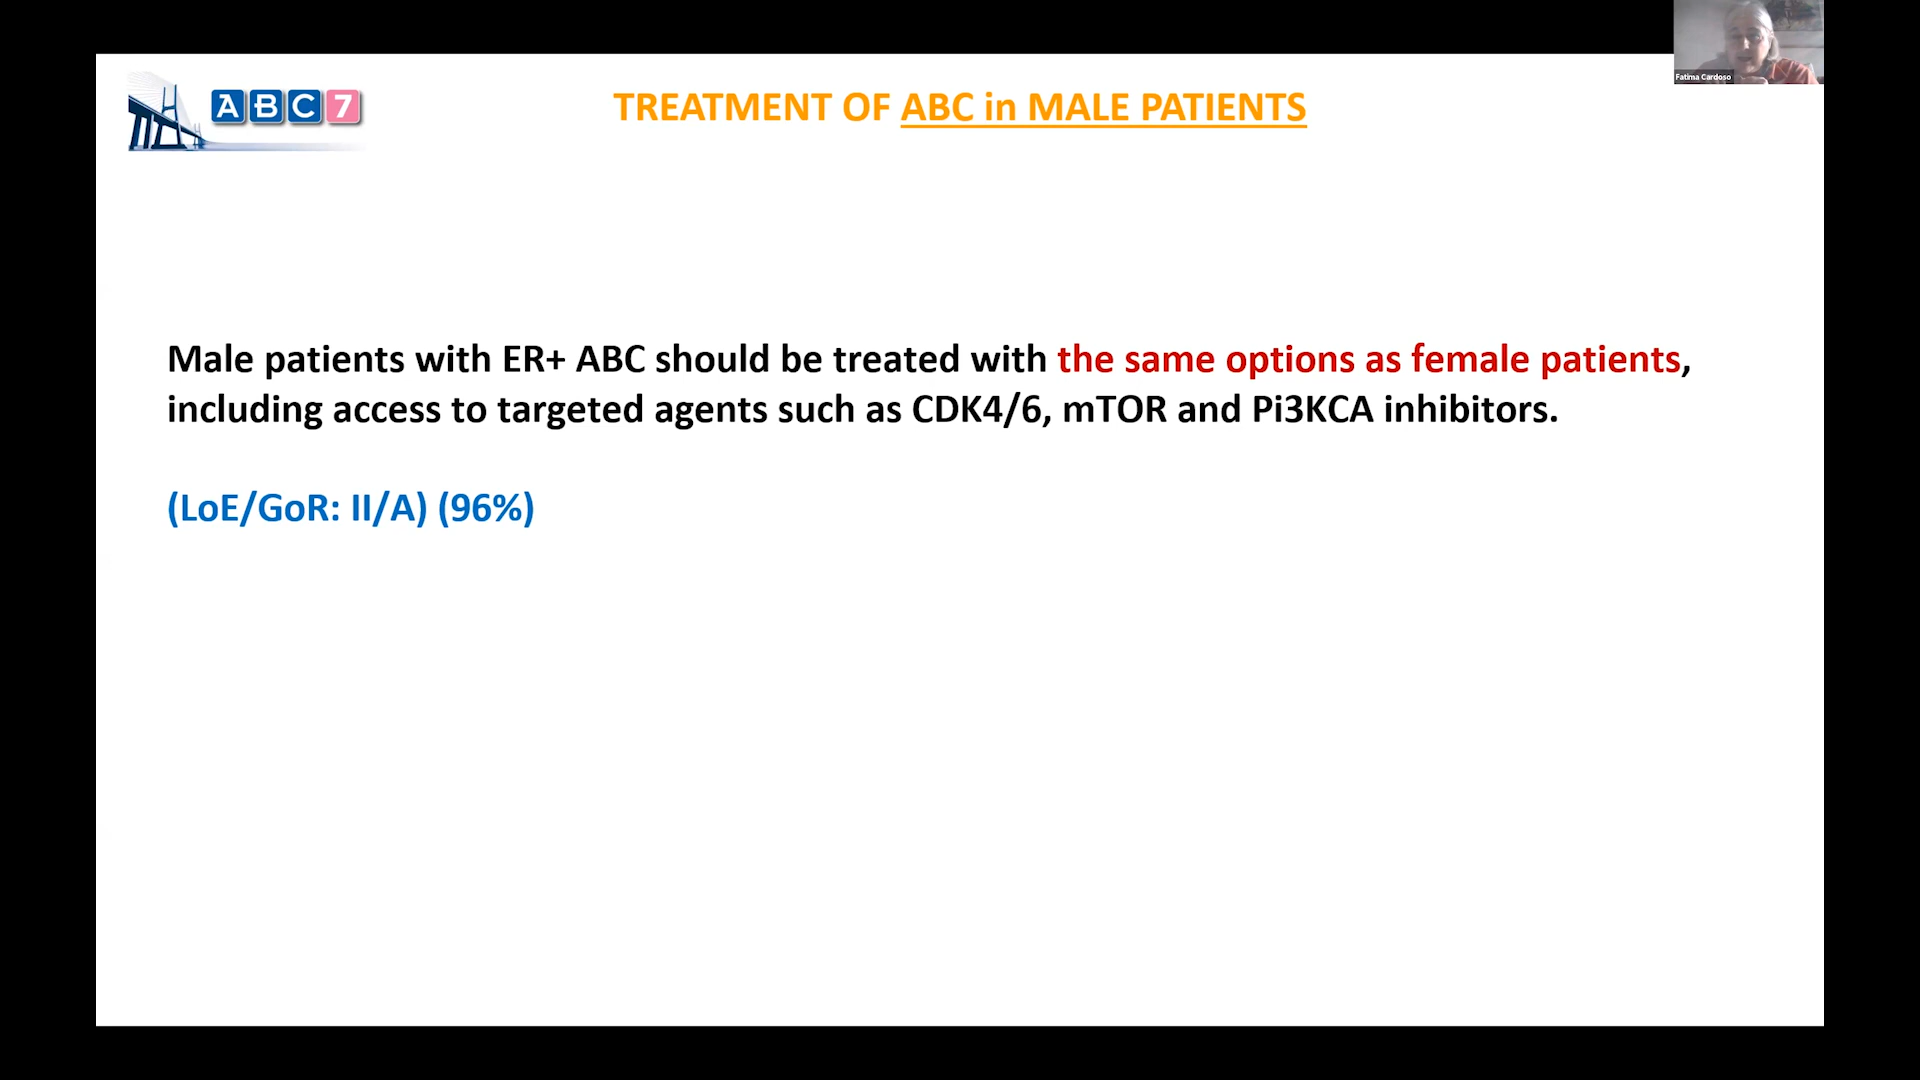 ABC7
TREATMENT OF ABC in MALE PATIENTS
Fatima Cardoso
Male patients with ER+ ABC should be treated with the same options as female patients,
including access to targeted agents such as CDK4/6, mTOR and Pi3KCA inhibitors.
(LoE/GoR: II/A) (96%)